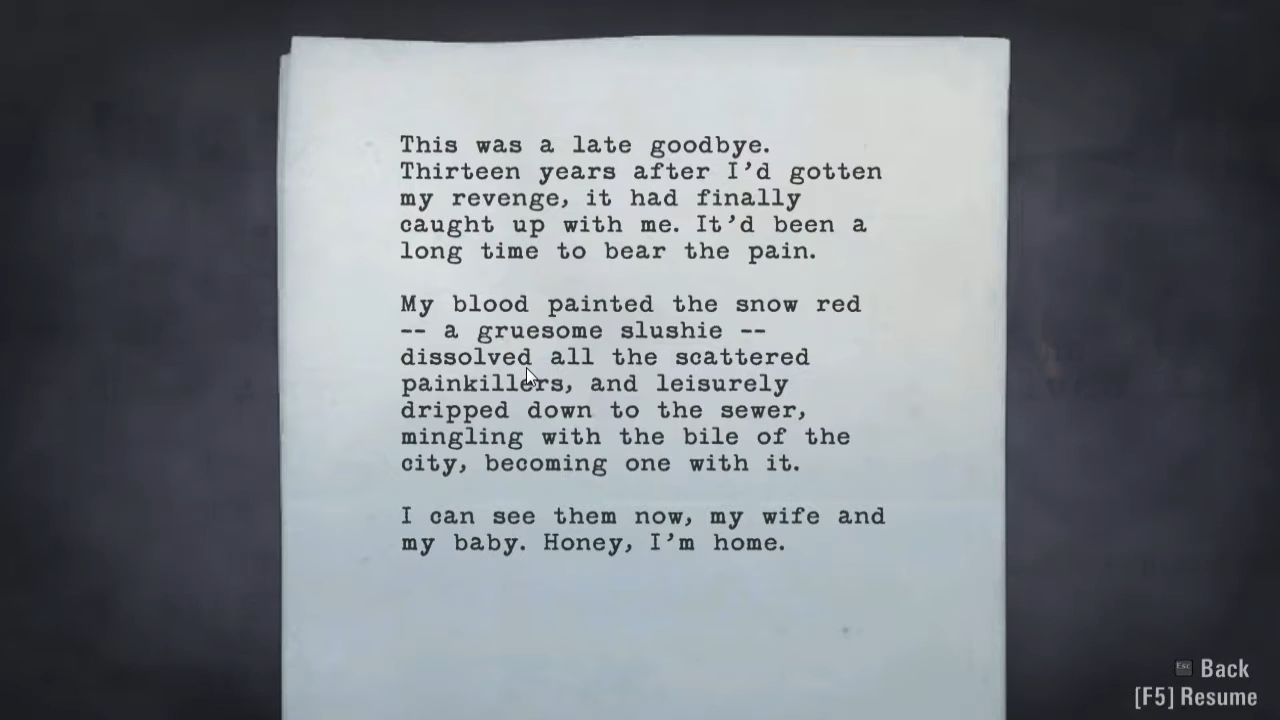 This was a late goodbye.
Thirteen years after I'd gotten
my revenge, it had finally
caught up with me. It'd been a
long time to bear the pain.
My blood painted the snow red
-- a gruesome slushie --
dissolved all the scattered
painkillers, and leisurely
dripped down to the sewer,
mingling with the bile of the
city, becoming one with it.
I can see them now, my wife and
my baby. Honey, I'm home.
Esc Back
[F5] Resume